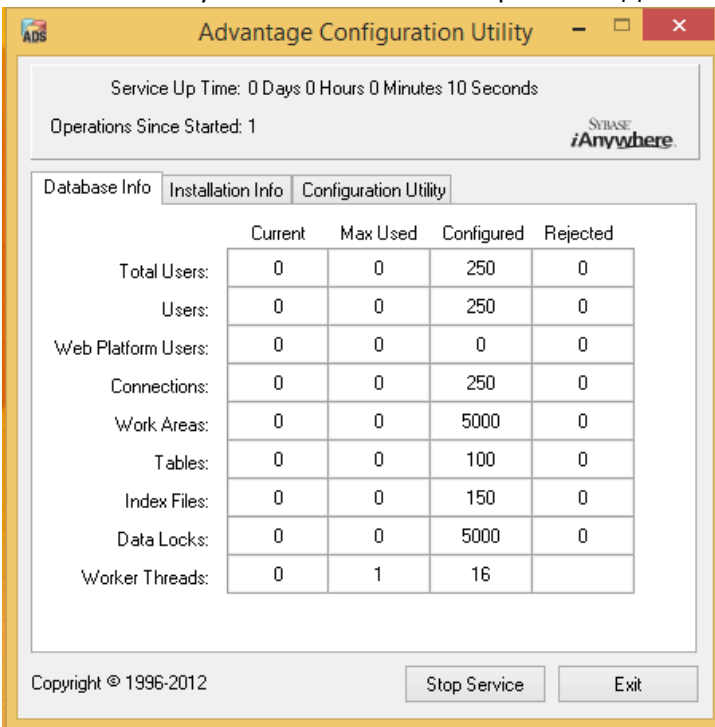 ADS Advantage Configuration Utility
Service Up Time: 0 Days 0 Hours 0 Minutes 10 Seconds
Operations Since Started: 1
SYBASE
iAnywhere.
Database Info Installation Info Configuration Utility
Current Max Used Configured Rejected
Total Users: 0 0 250 0
Users: 0 0 250 0
Web Platform Users: 0 0 0 0
Connections: 0 0 250 0
Work Areas: 0 0 5000 0
Tables: 0 0 100 0
Index Files: 0 0 150 0
Data Locks: 0 0 5000 0
Worker Threads: 0 1 16
Copyright © 1996-2012 Stop Service Exit